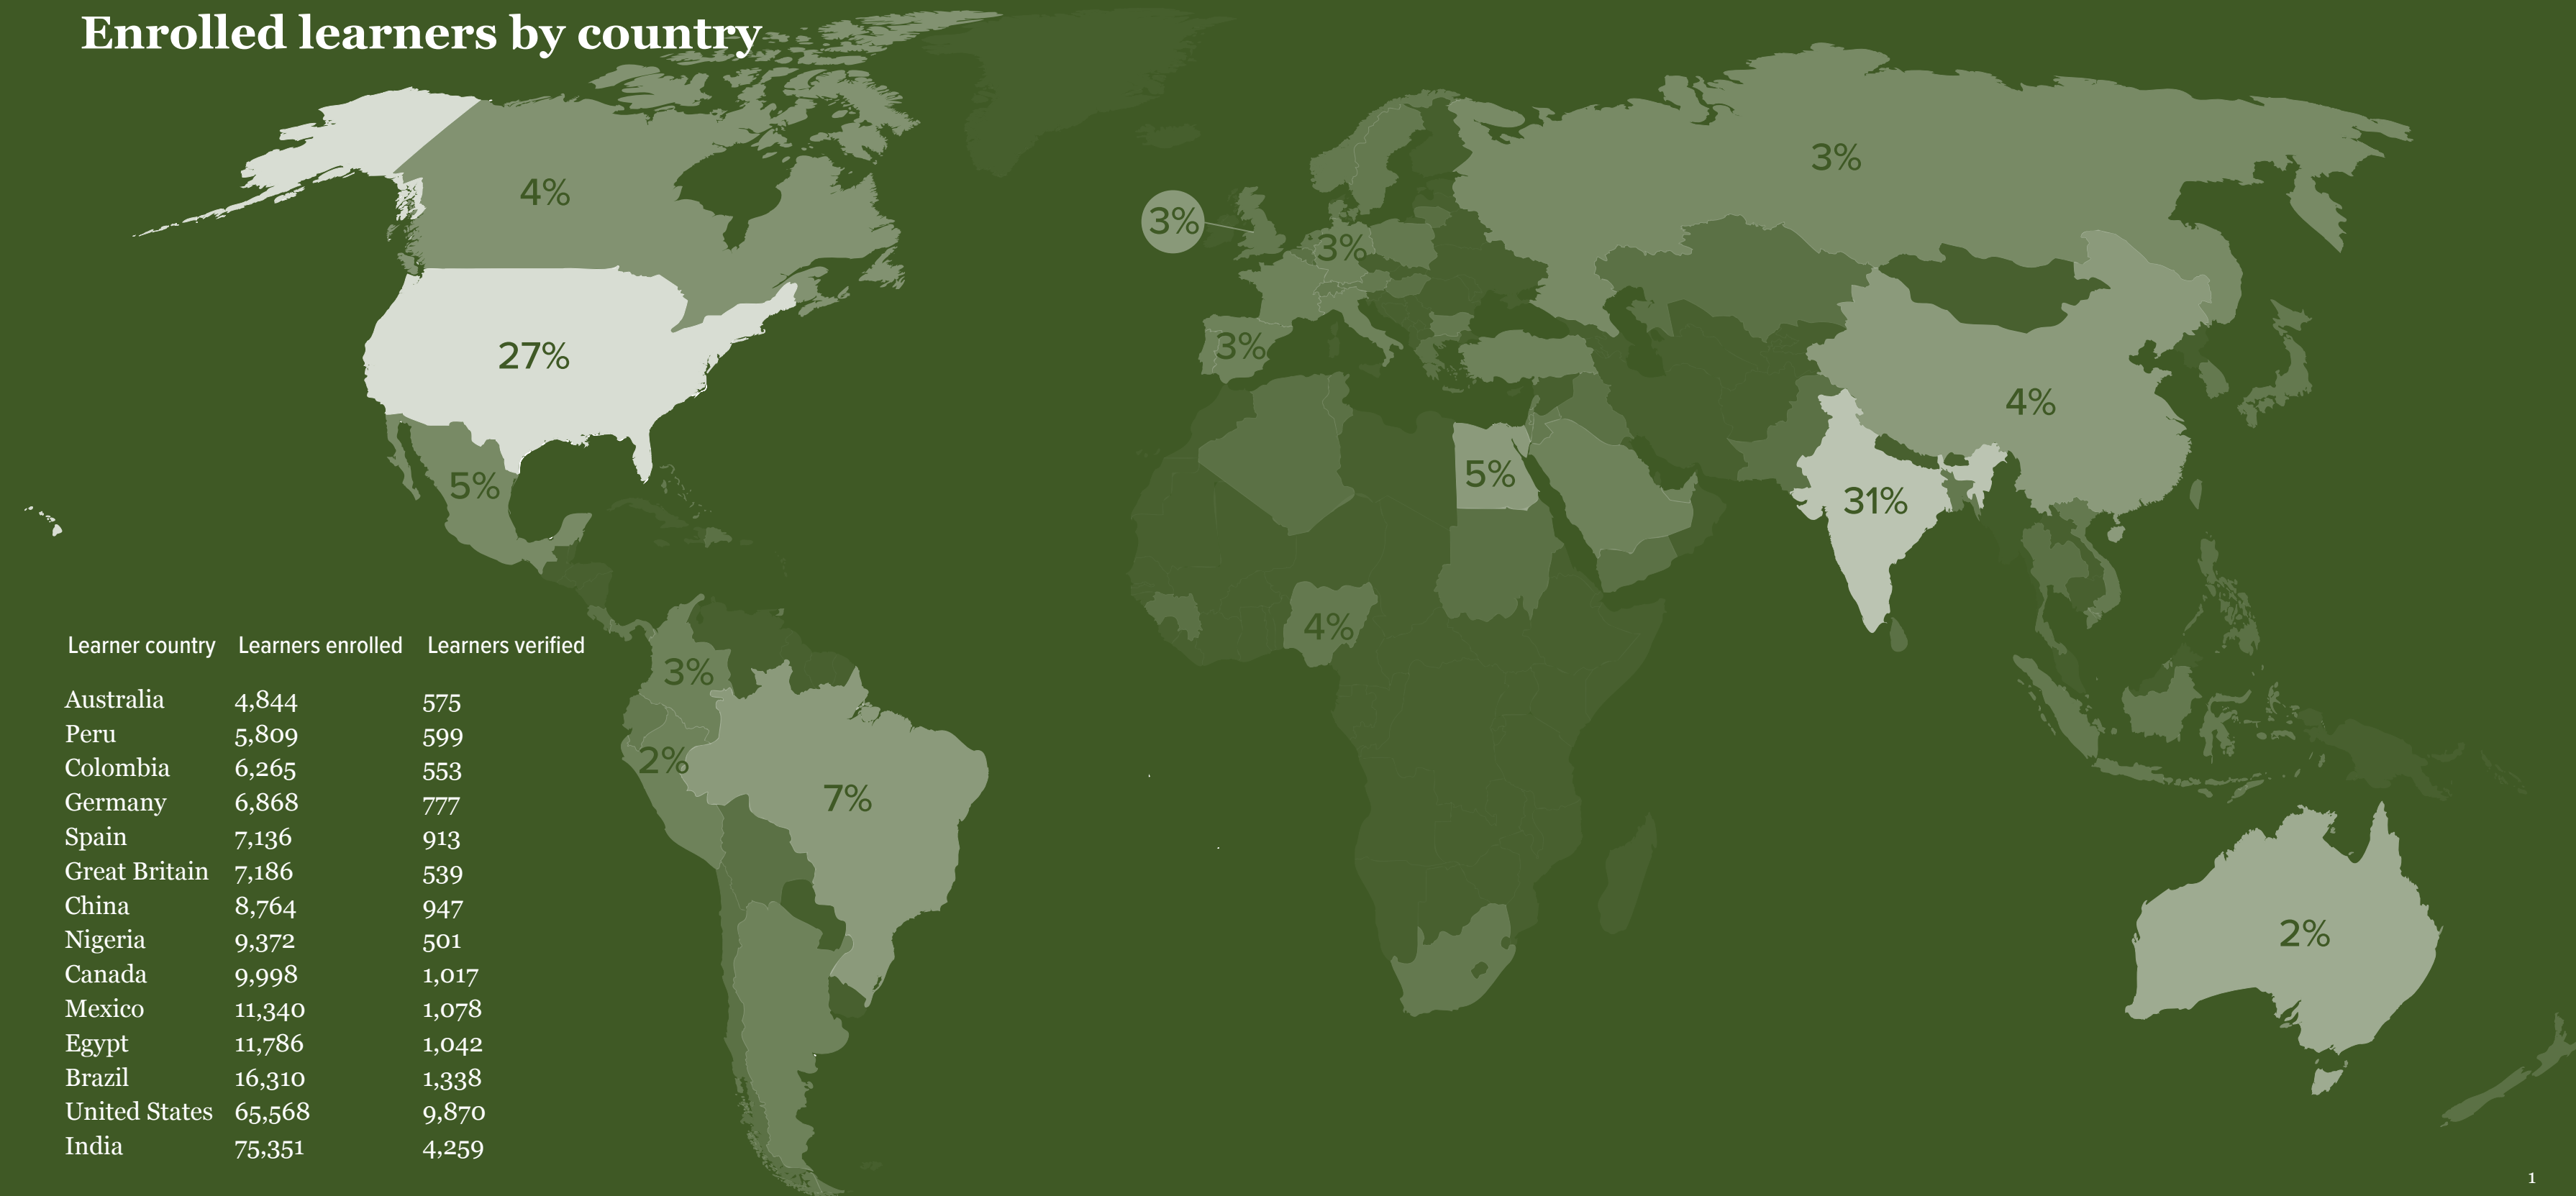 Enrolled learners by country
4%
27%
5%
3%
2%
7%
3%
3%
3%
3%
5%
4%
4%
31%
2%
Learner country Learners enrolled Learners verified
Australia 4,844 575
Peru 5,809 599
Colombia 6,265 553
Germany 6,868 777
Spain 7,136 913
Great Britain 7,186 539
China 8,764 947
Nigeria 9,372 501
Canada 9,998 1,017
Mexico 11,340 1,078
Egypt 11,786 1,042
Brazil 16,310 1,338
United States 65,568 9,870
India 75,351 4,259
1